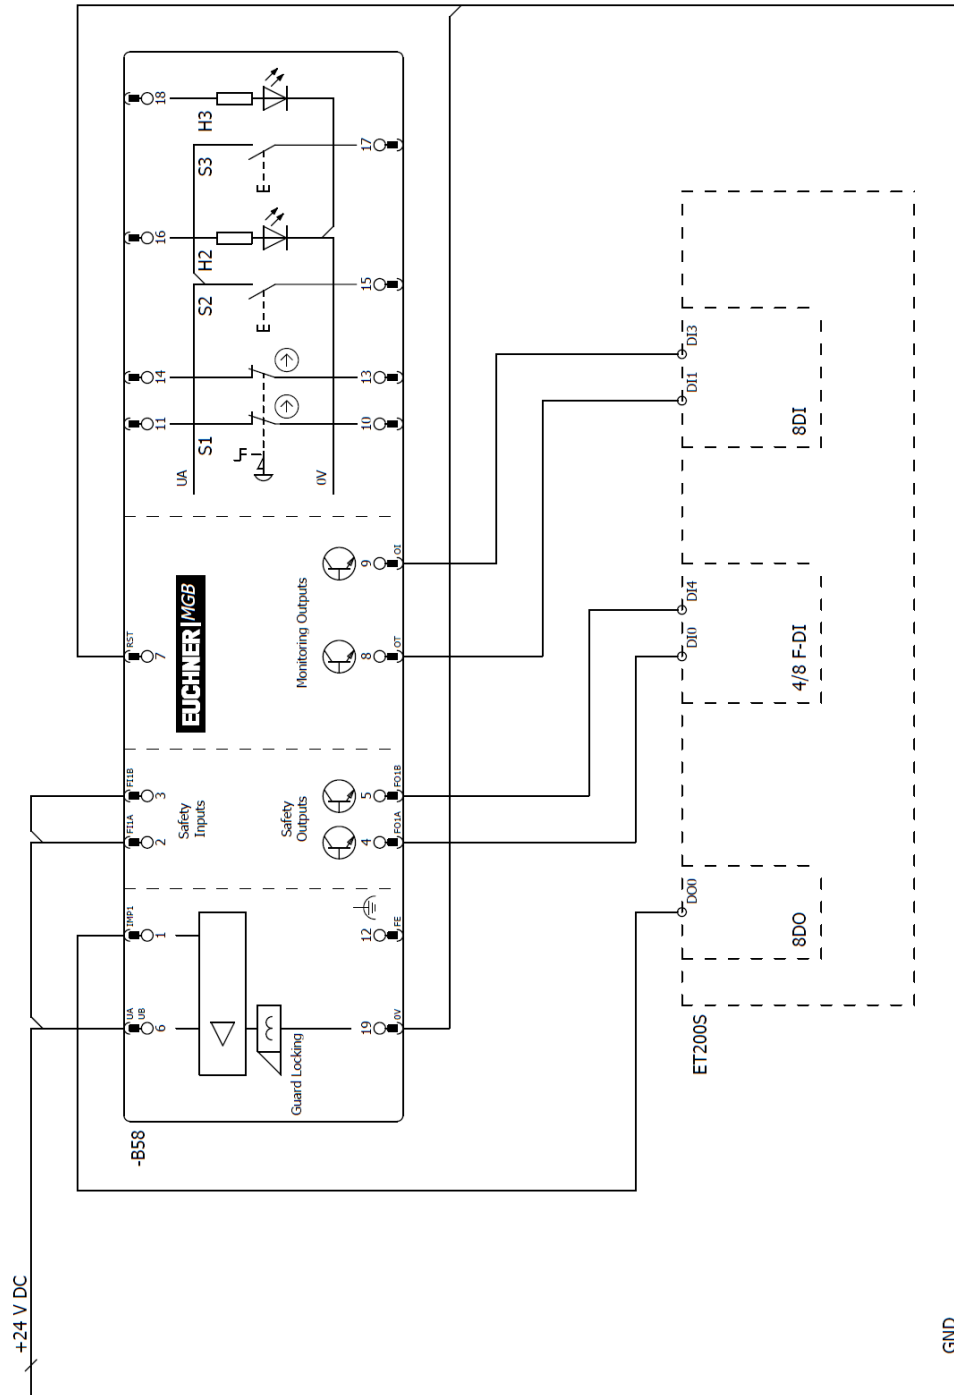 +24 V DC
GND
-B58
UA
UB
6
IMP1
1
FI1A
2
FI1B
3
RST
7
11
14
16
18
Guard Locking
Safety
Inputs
Safety
Outputs
EUCHNER MGB
Monitoring Outputs
UA
0V
S1
S2
H2
S3
H3
19
0V
12
FE
4
FO1A
5
FO1B
8
OT
9
OI
10
13
15
17
ET200S
DO0
8DO
DI0
DI4
4/8 F-DI
DI1
DI3
8DI